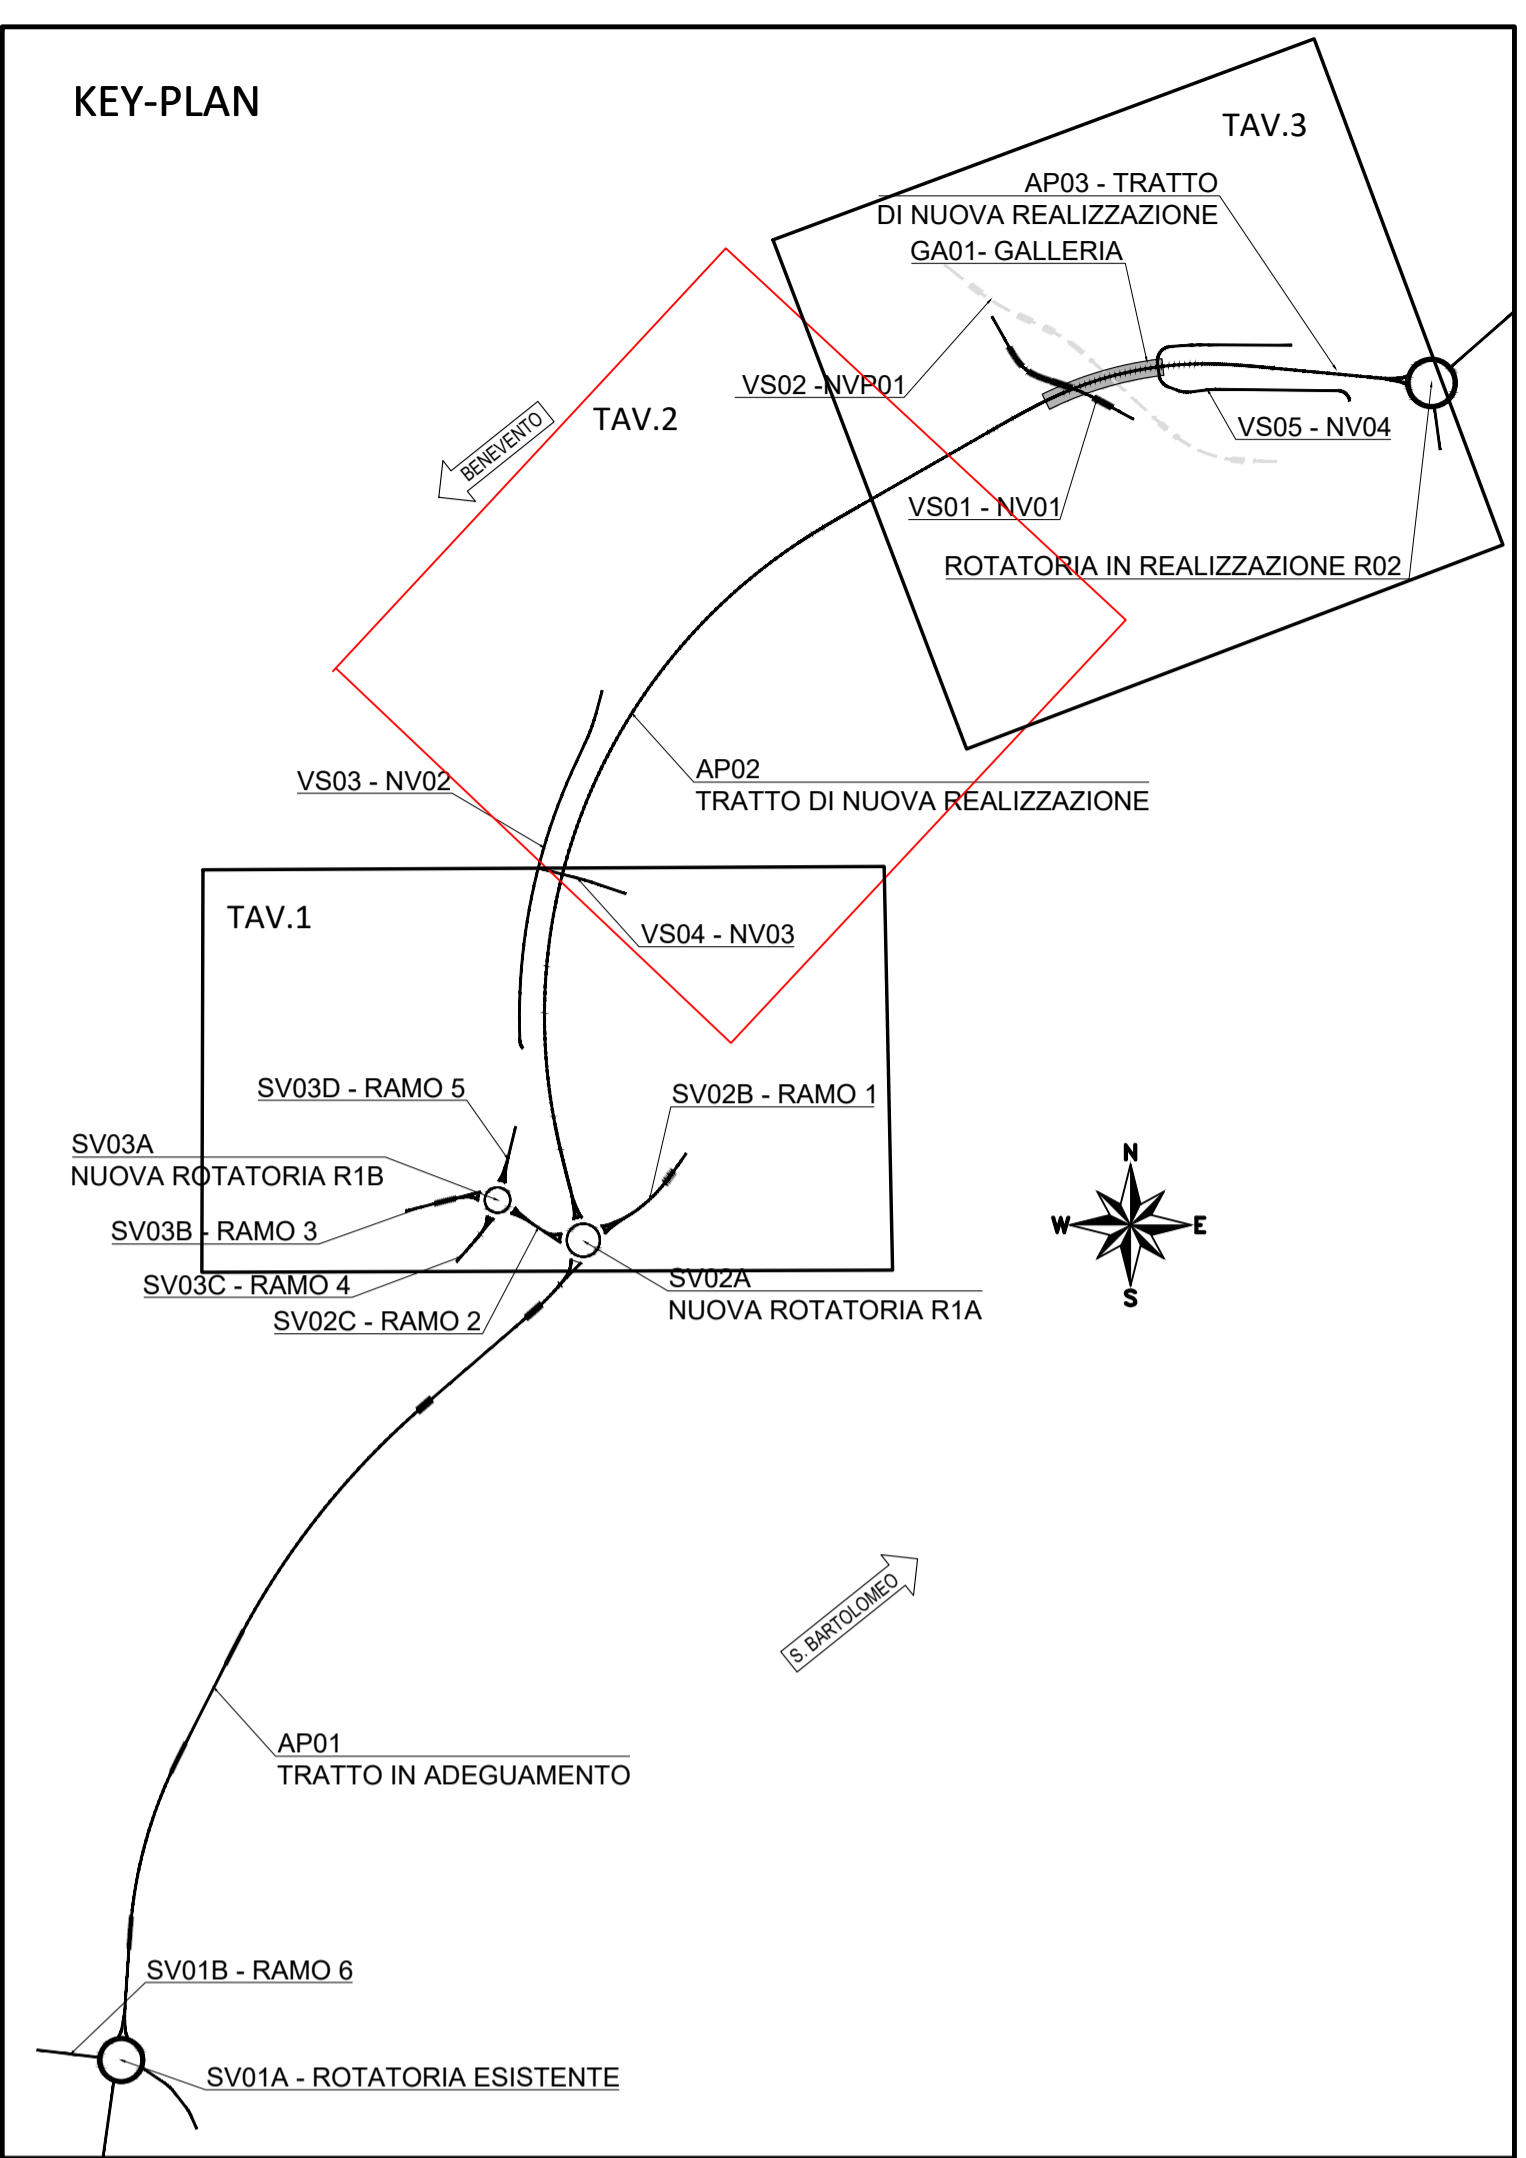 KEY-PLAN
TAV.3
AP03 - TRATTO
DI NUOVA REALIZZAZIONE
GA01- GALLERIA
VS02 -NVP01
TAV.2
BENEVENTO
VS05 - NV04
VS01 - NV01
ROTATORIA IN REALIZZAZIONE R02
AP02
TRATTO DI NUOVA REALIZZAZIONE
VS03 - NV02
TAV.1
VS04 - NV03
SV03D - RAMO 5
SV02B - RAMO 1
SV03A
NUOVA ROTATORIA R1B
N
W
E
S
SV03B - RAMO 3
SV03C - RAMO 4
SV02A
NUOVA ROTATORIA R1A
SV02C - RAMO 2
S. BARTOLOMEO
AP01
TRATTO IN ADEGUAMENTO
SV01B - RAMO 6
SV01A - ROTATORIA ESISTENTE